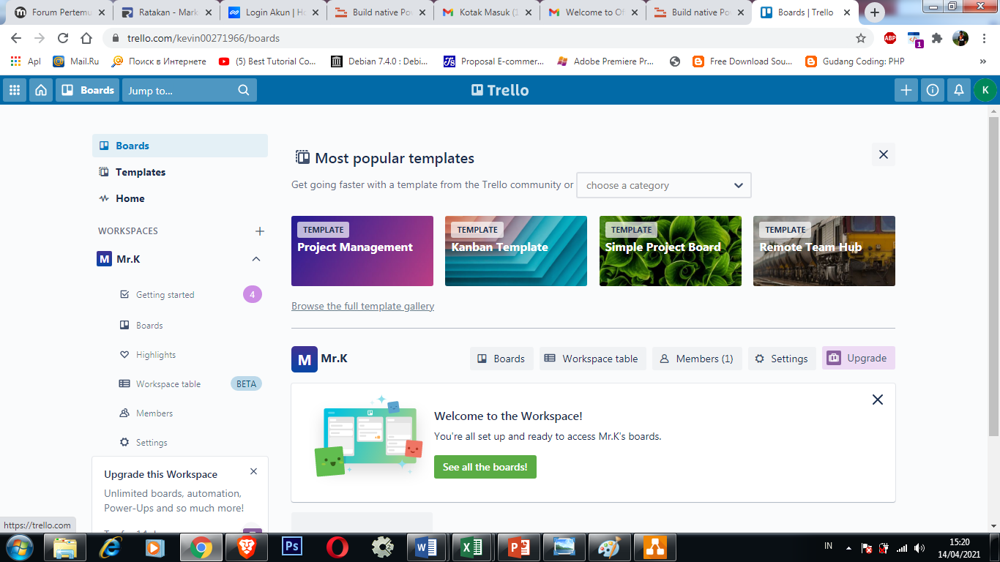 Forum Pertemu
Ratakan - Mark
Login Akun | Ho
Build native Pow
Kotak Masuk (1
Welcome to Of
Build native Pow
Boards | Trello
trello.com/kevin00271966/boards
ABP
1
Apl
Mail.Ru
Поиск в Интернете
(5) Best Tutorial Co...
Debian 7.4.0 : Debi...
Proposal E-commer...
Adobe Premiere Pr...
Free Download Sou...
Gudang Coding: PHP
»
Boards
Jump to...
Trello
K
Boards
Templates
Home
WORKSPACES
M Mr.K
Getting started 4
Boards
Highlights
Workspace table BETA
Members
Settings
Upgrade this Workspace
Unlimited boards, automation,
Power-Ups and so much more!
Most popular templates
Get going faster with a template from the Trello community or choose a category
TEMPLATE
Project Management
TEMPLATE
Kanban Template
TEMPLATE
Simple Project Board
TEMPLATE
Remote Team Hub
Browse the full template gallery
M Mr.K
Boards
Workspace table
Members (1)
Settings
Upgrade
Welcome to the Workspace!
You're all set up and ready to access Mr.K's boards.
See all the boards!
https://trello.com
Ps
IN
15:20
14/04/2021